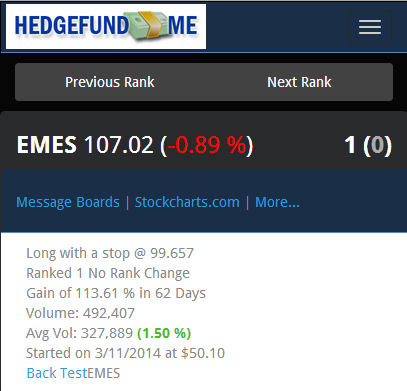 HEDGEFUND ME
Previous Rank Next Rank
EMES 107.02 (-0.89 %) 1 (0)
Message Boards | Stockcharts.com | More...
Long with a stop @ 99.657
Ranked 1 No Rank Change
Gain of 113.61 % in 62 Days
Volume: 492,407
Avg Vol: 327,889 (1.50 %)
Started on 3/11/2014 at $50.10
Back TestEMES